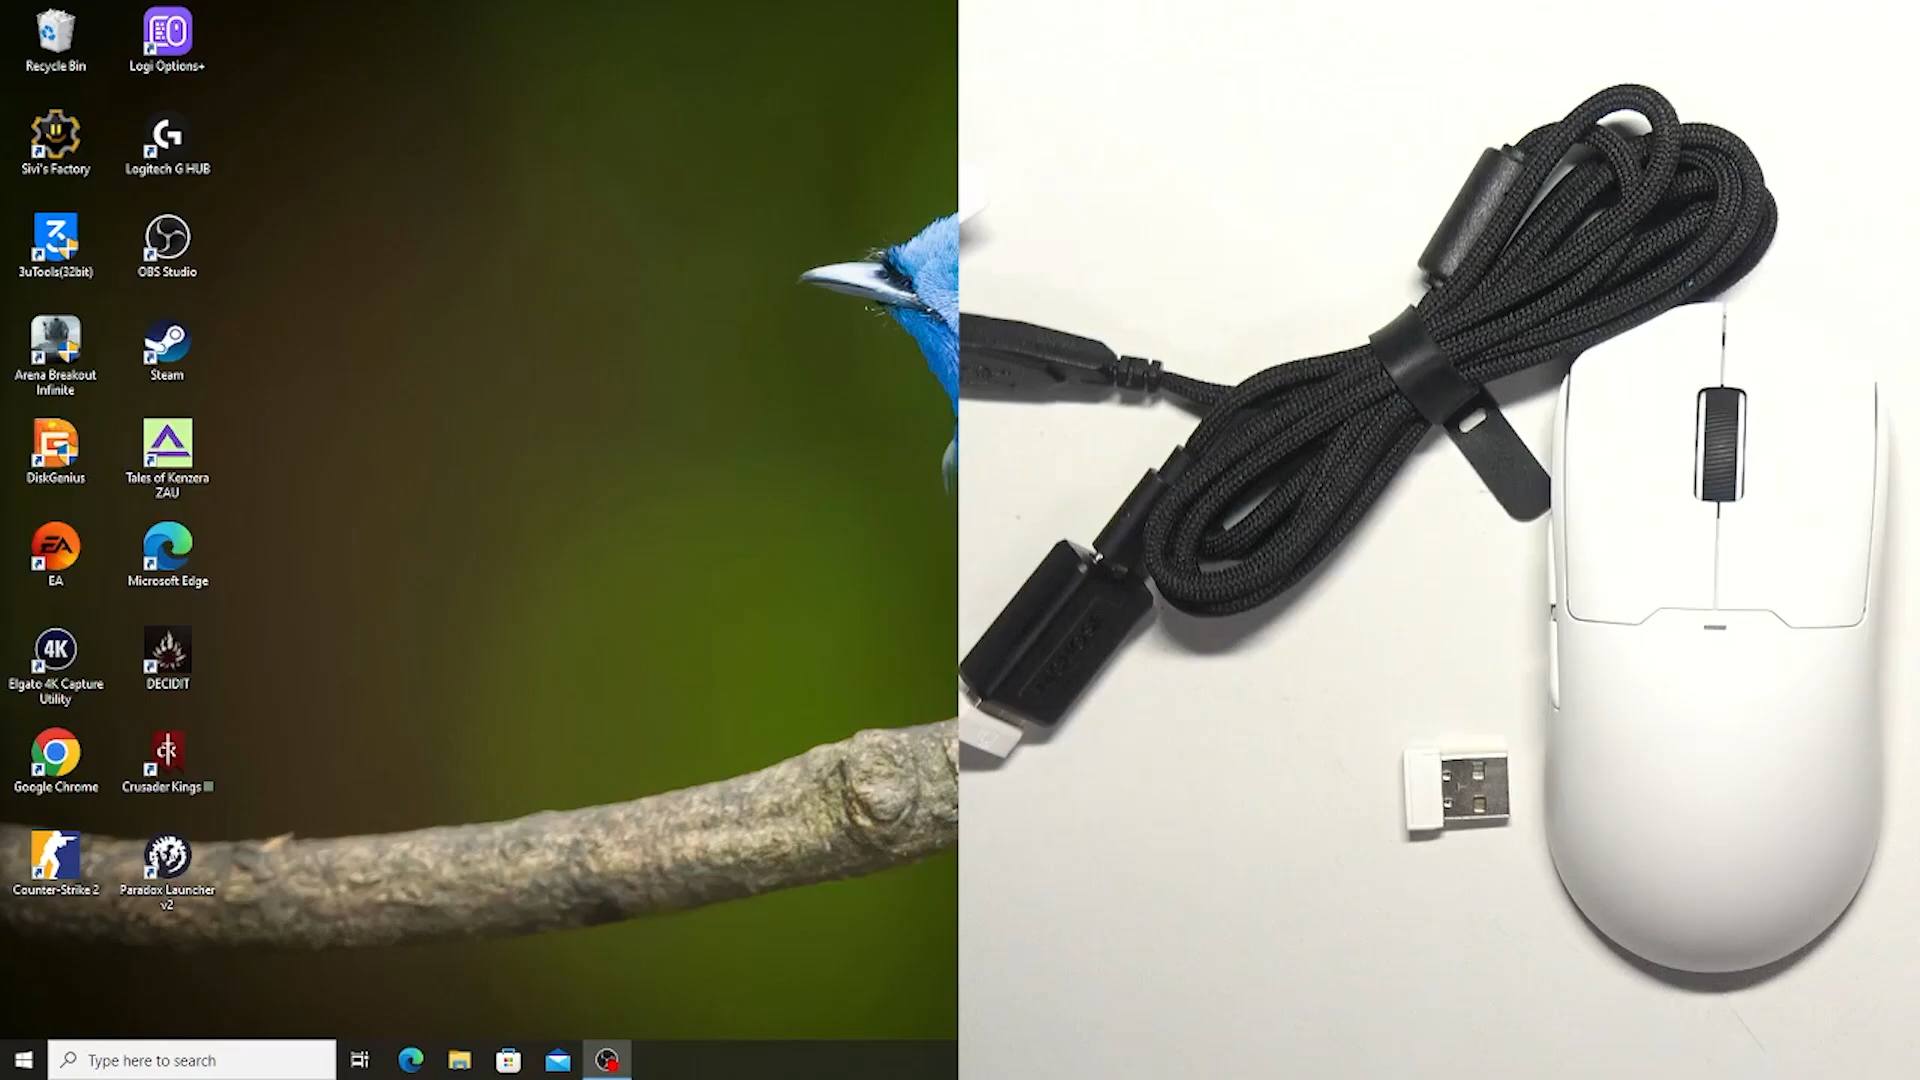 Recycle Bin
Logi Options+
Sivi's Factory
Logitech G HUB
3uTools(32bit)
OBS Studio
Arena Breakout
Infinite
Steam
DiskGenius
Tales of Kenzera
ZAU
EA
EA
Microsoft Edge
4K
Elgato 4K Capture
Utility
DECIDIT
Google Chrome
Crusader Kings
Counter-Strike 2
Paradox Launcher
v2
Type here to search